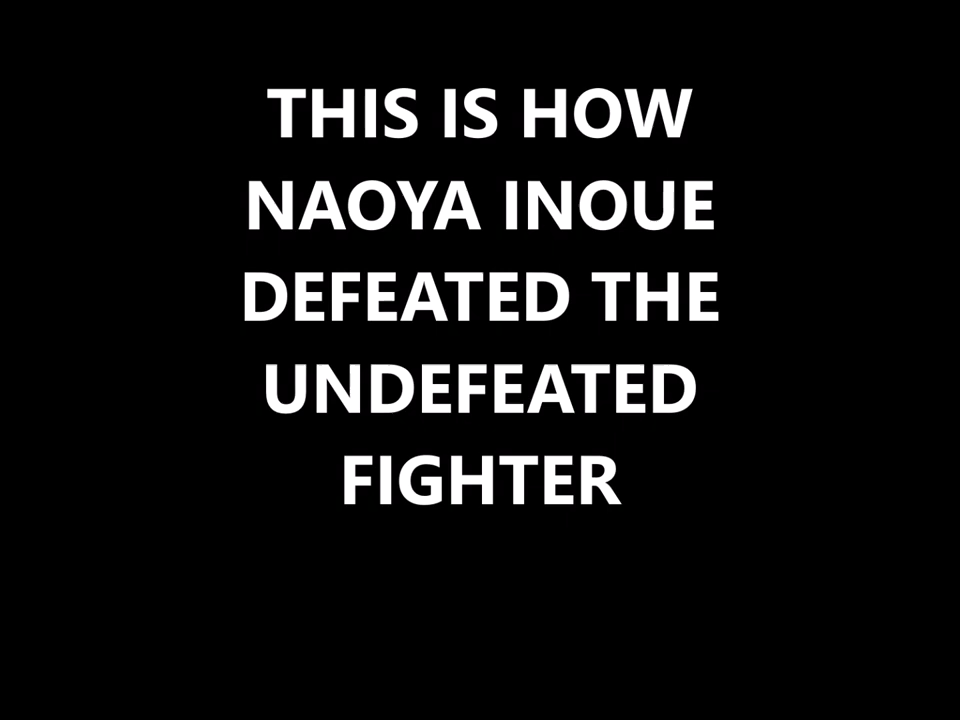 THIS IS HOW
NAOYA INOUE
DEFEATED THE
UNDEFEATED
FIGHTER